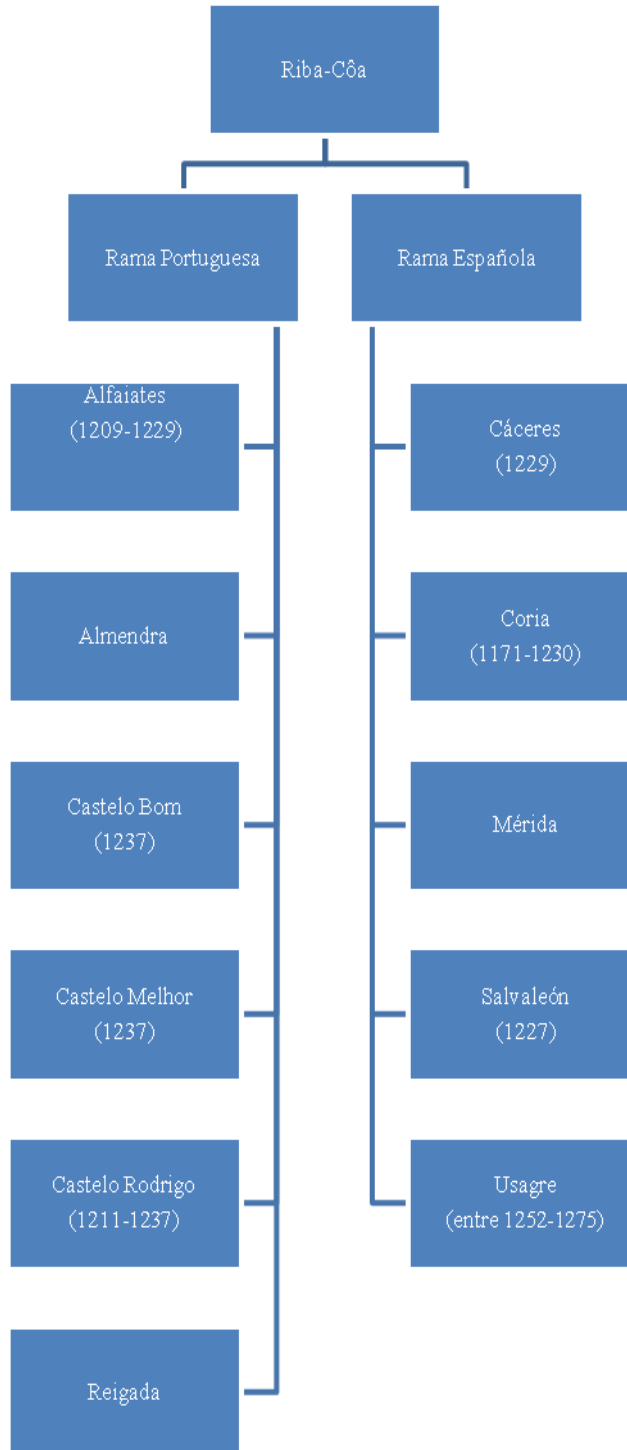 Riba-Côa
Rama Portuguesa
Rama Española
Alfaiates
(1209-1229)
Almendra
Castelo Bom
(1237)
Castelo Melhor
(1237)
Castelo Rodrigo
(1211-1237)
Reigada
Cáceres
(1229)
Coria
(1171-1230)
Mérida
Salvaleón
(1227)
Usagre
(entre 1252-1275)